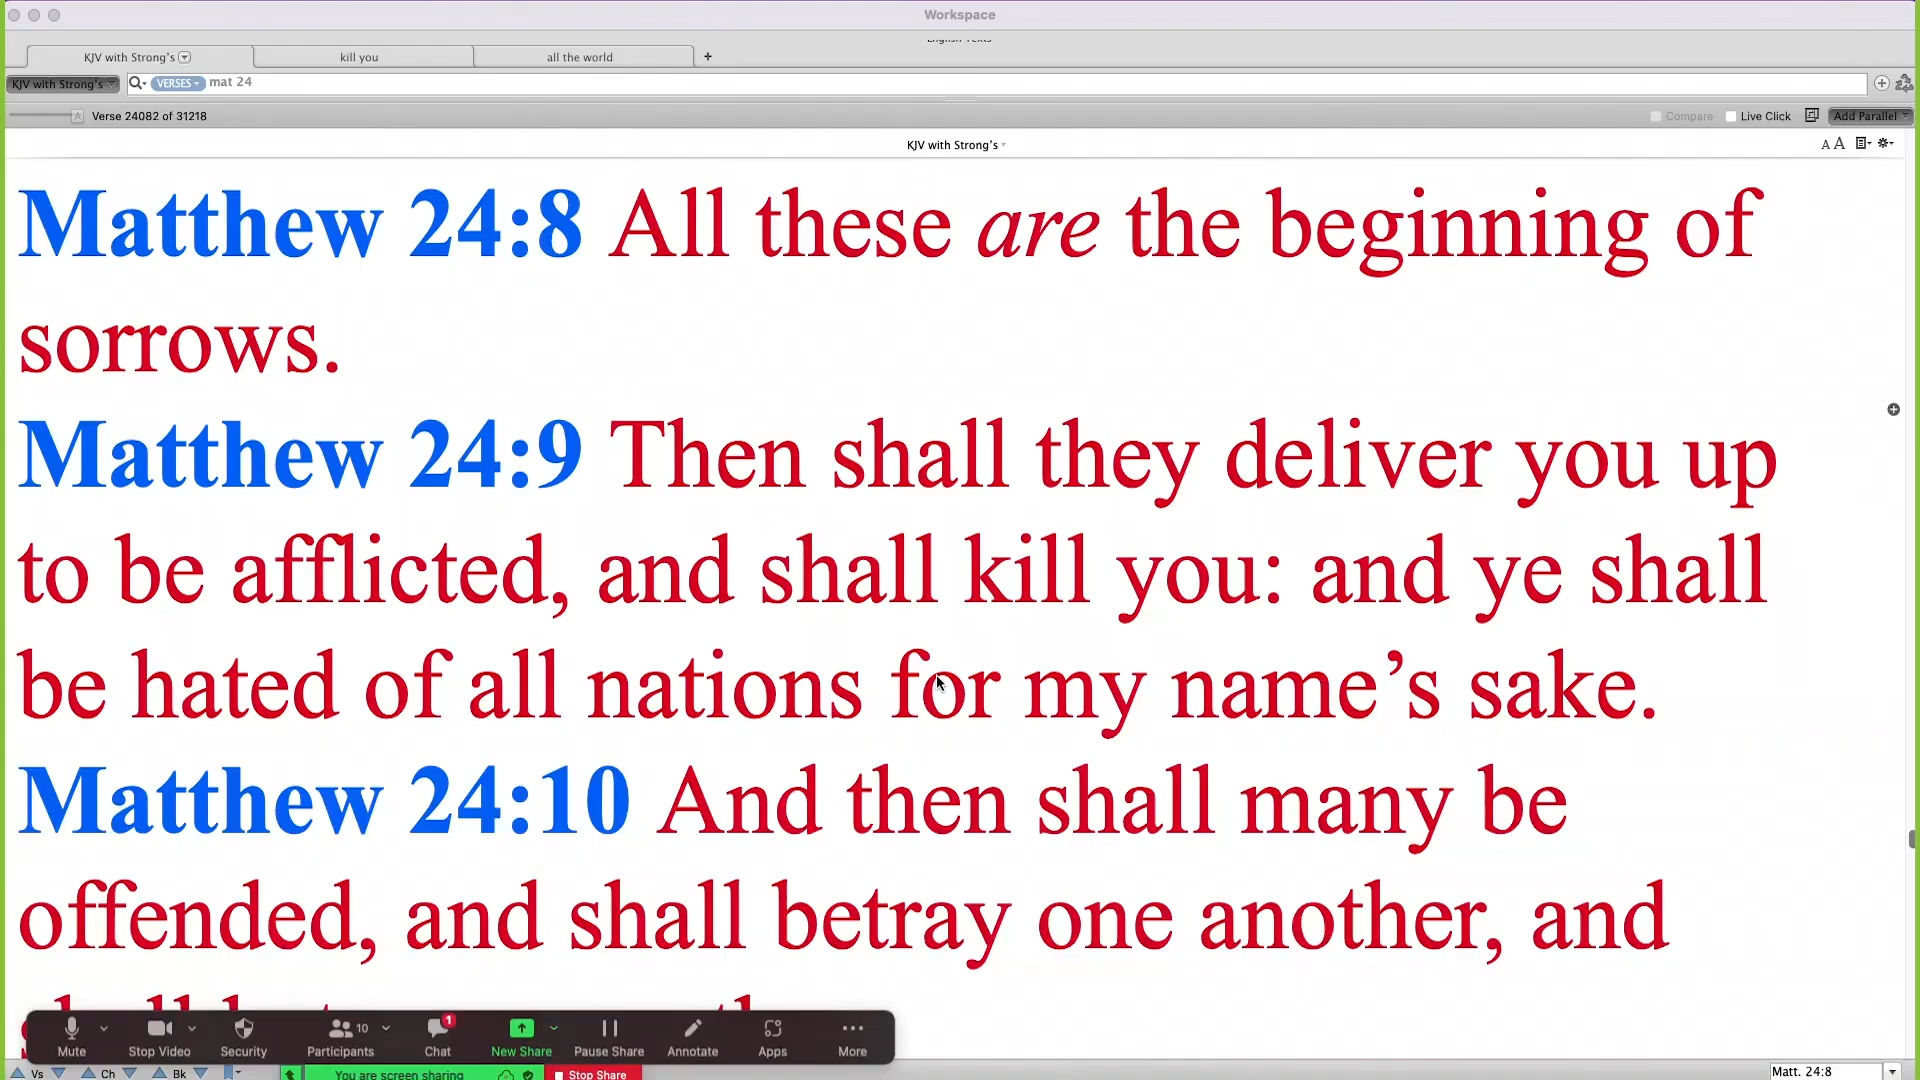 Workspace
English Texts
KJV with Strong's
kill you
all the world
+
KJV with Strong's
VERSES
mat 24
A
Verse 24082 of 31218
Compare
Live Click
Add Parallel
KJV with Strong's
A A
Matthew 24:8 All these are the beginning of
sorrows.
Matthew 24:9 Then shall they deliver you up
to be afflicted, and shall kill you: and ye shall
be hated of all nations for my name’s sake.
Matthew 24:10 And then shall many be
offended, and shall betray one another, and
Mute
Stop Video
Security
10
Participants
1
Chat
New Share
Pause Share
Annotate
Apps
More
Vs
Ch
Bk
You are screen sharing
Stop Share
Matt. 24:8